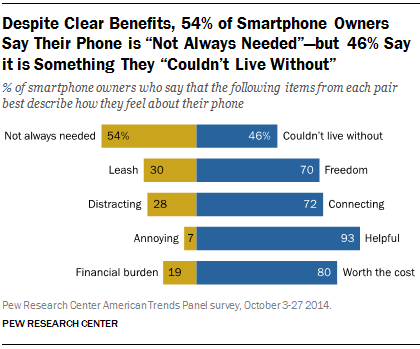 Despite Clear Benefits, 54% of Smartphone Owners
Say Their Phone is “Not Always Needed”—but 46% Say
it is Something They “Couldn’t Live Without”
% of smartphone owners who say that the following items from each pair
best describe how they feel about their phone
Not always needed 54% 46% Couldn’t live without
Leash 30 70 Freedom
Distracting 28 72 Connecting
Annoying 7 93 Helpful
Financial burden 19 80 Worth the cost
Pew Research Center American Trends Panel survey, October 3-27 2014.
PEW RESEARCH CENTER